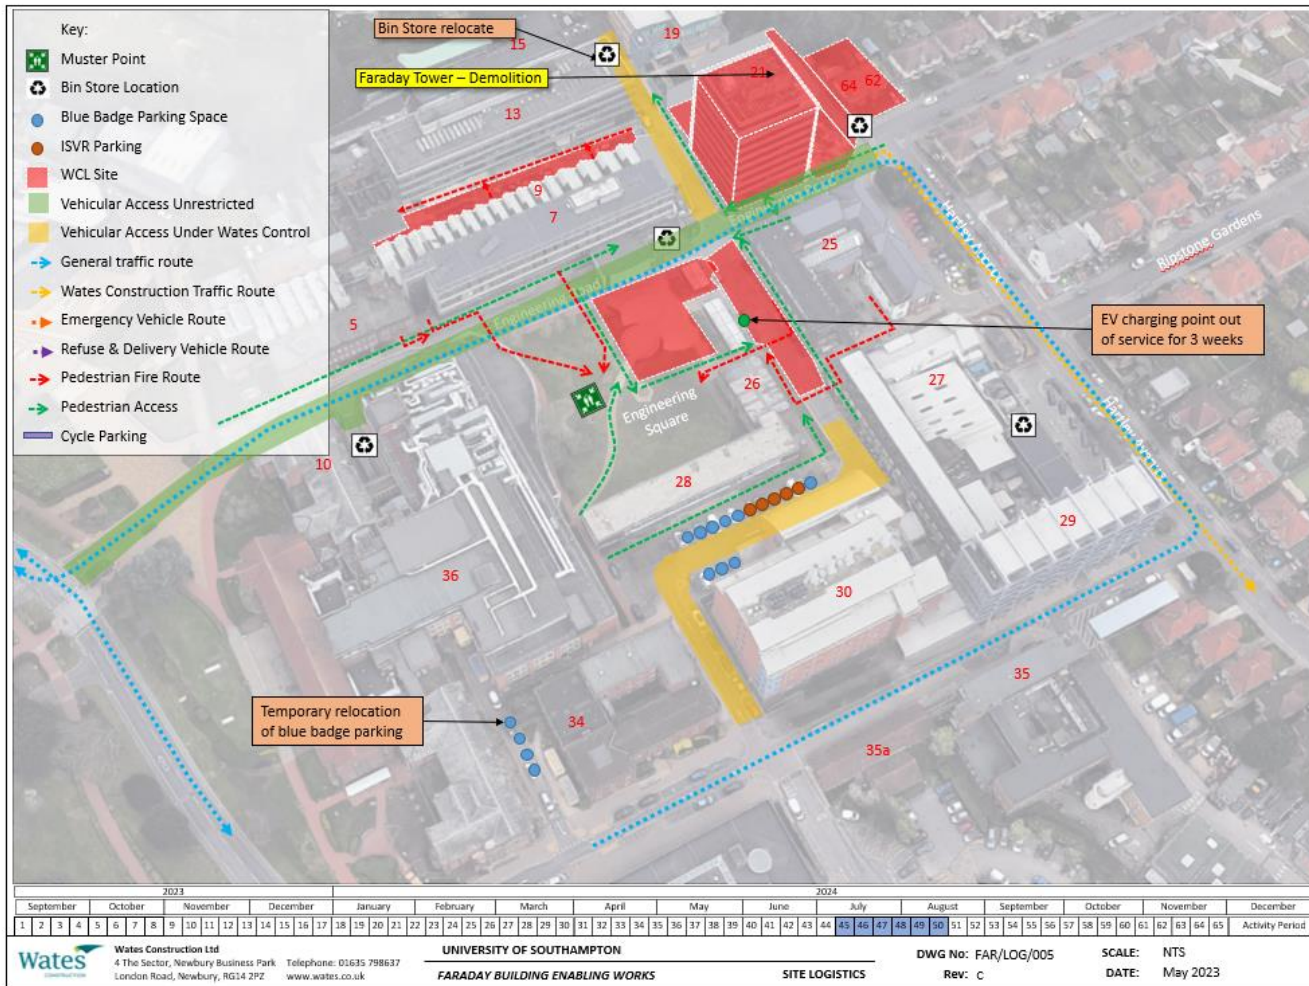 Key:
Muster Point
Bin Store Location
Blue Badge Parking Space
ISVR Parking
WCL Site
Vehicular Access Unrestricted
Vehicular Access Under Wates Control
General traffic route
Wates Construction Traffic Route
Emergency Vehicle Route
Refuse & Delivery Vehicle Route
Pedestrian Fire Route
Pedestrian Access
Cycle Parking
Bin Store relocate
Faraday Tower – Demolition
15
19
21
64
62
13
9
7
5
10
25
26
27
28
29
30
34
35
35a
36
Engineering Road
Engineering
Engineering
Square
Hartley Avenue
Hartley Avenue
Ripstone Gardens
EV charging point out
of service for 3 weeks
Temporary relocation
of blue badge parking
2023 2024
September October November December January February March April May June July August September October November December
1 2 3 4 5 6 7 8 9 10 11 12 13 14 15 16 17 18 19 20 21 22 23 24 25 26 27 28 29 30 31 32 33 34 35 36 37 38 39 40 41 42 43 44 45 46 47 48 49 50 51 52 53 54 55 56 57 58 59 60 61 62 63 64 65 Activity Period
Wates
CONSTRUCTION
Wates Construction Ltd
4 The Sector, Newbury Business Park Telephone: 01635 798637
London Road, Newbury, RG14 2PZ www.wates.co.uk
UNIVERSITY OF SOUTHAMPTON
FARADAY BUILDING ENABLING WORKS SITE LOGISTICS
DWG No: FAR/LOG/005 SCALE: NTS
Rev: C DATE: May 2023